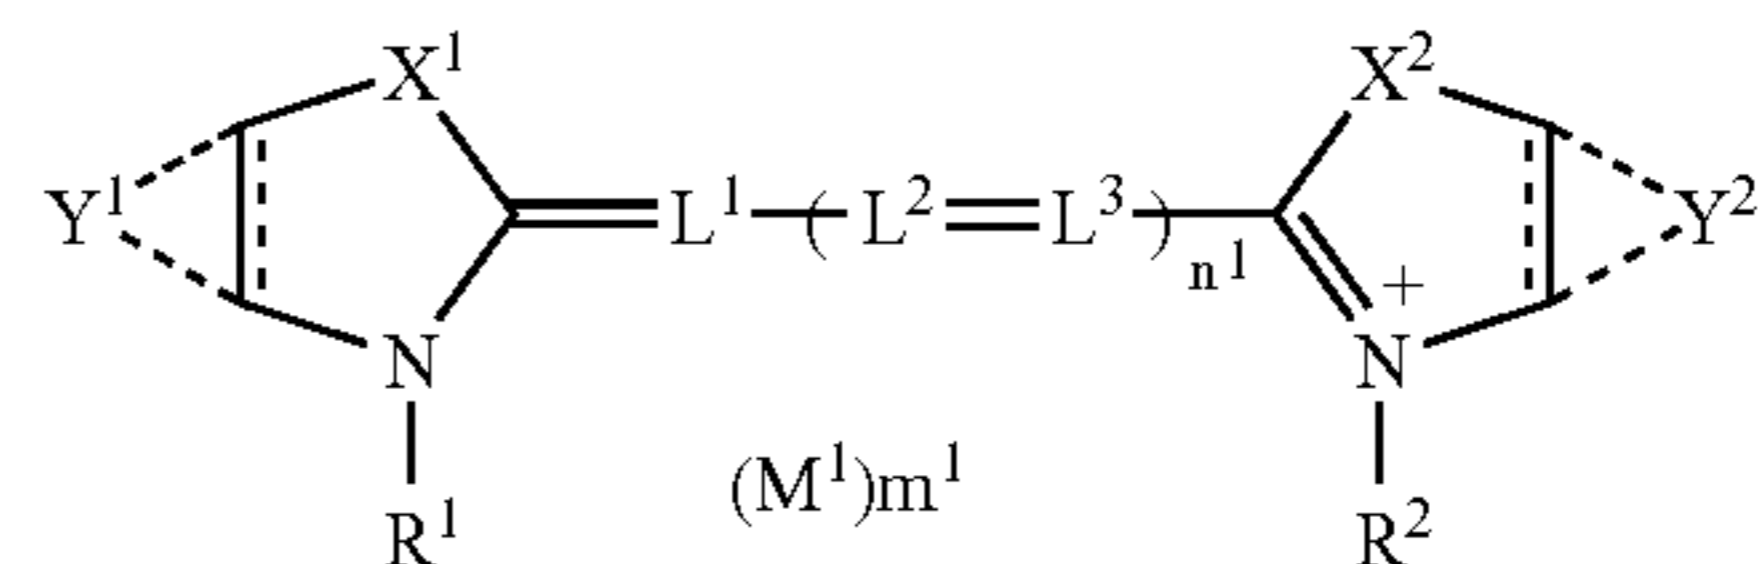 X¹ X²
Y¹ L¹ ( L² L³ )n¹ Y²
N N +
(M¹)m¹
R¹ R²